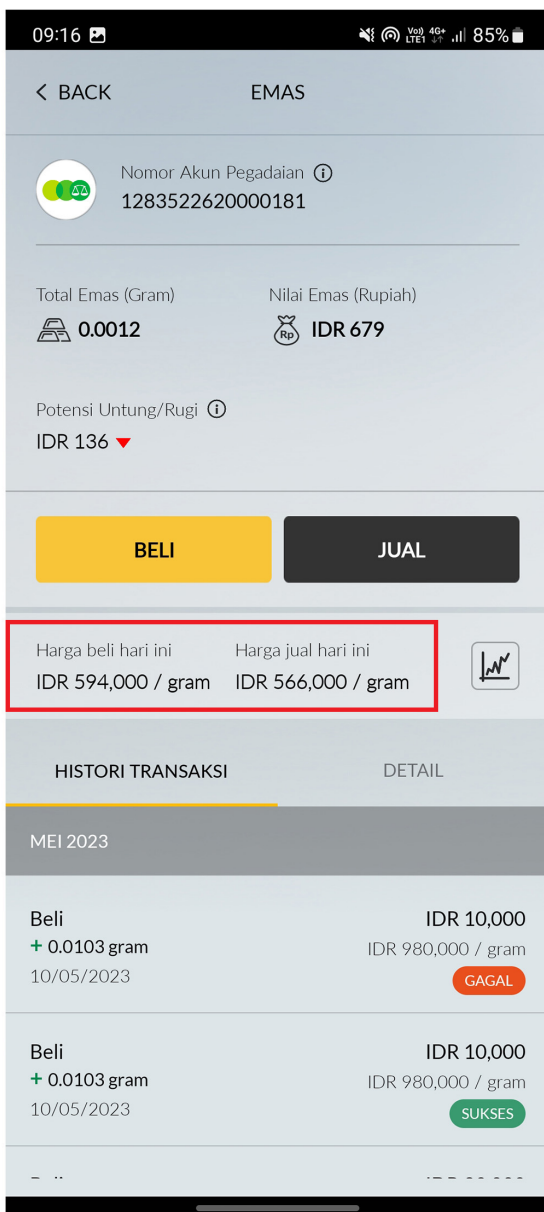 09:16 Vo)) 4G+ 85%
LTE1
BACK EMAS
Nomor Akun Pegadaian
1283522620000181
Total Emas (Gram) Nilai Emas (Rupiah)
0.0012 Rp IDR 679
Potensi Untung/Rugi
IDR 136
BELI JUAL
Harga beli hari ini Harga jual hari ini
IDR 594,000 / gram IDR 566,000 / gram
HISTORI TRANSAKSI DETAIL
MEI 2023
Beli IDR 10,000
+ 0.0103 gram IDR 980,000 / gram
10/05/2023 GAGAL
Beli IDR 10,000
+ 0.0103 gram IDR 980,000 / gram
10/05/2023 SUKSES